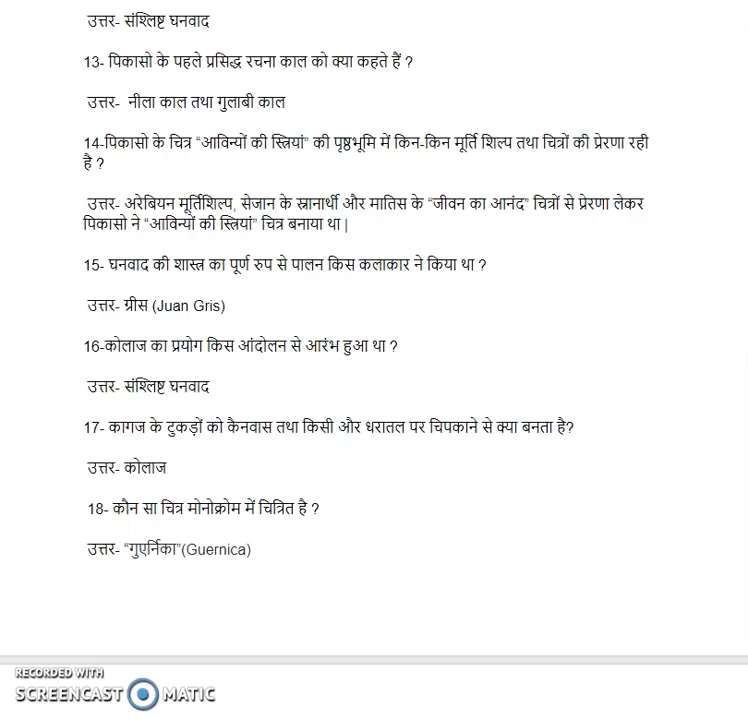 उत्तर- संश्लिष्ट घनवाद
13- पिकासो के पहले प्रसिद्ध रचना काल को क्या कहते हैं ?
उत्तर-  नीला काल तथा गुलाबी काल
14-पिकासो के चित्र “आविन्यों की स्त्रियां” की पृष्ठभूमि में किन-किन मूर्ति शिल्प तथा चित्रों की प्रेरणा रही
है ?
उत्तर- अरेबियन मूर्तिशिल्प, सेजान के स्नानार्थी और मातिस के “जीवन का आनंद” चित्रों से प्रेरणा लेकर
पिकासो ने “आविन्यों की स्त्रियां” चित्र बनाया था |
15- घनवाद की शास्त्र का पूर्ण रुप से पालन किस कलाकार ने किया था ?
उत्तर- ग्रीस (Juan Gris)
16-कोलाज का प्रयोग किस आंदोलन से आरंभ हुआ था ?
उत्तर- संश्लिष्ट घनवाद
17- कागज के टुकड़ों को कैनवास तथा किसी और धरातल पर चिपकाने से क्या बनता है?
उत्तर- कोलाज
18- कौन सा चित्र मोनोक्रोम में चित्रित है ?
उत्तर- “गुएर्निका”(Guernica)
RECORDED WITH
SCREENCAST MATIC